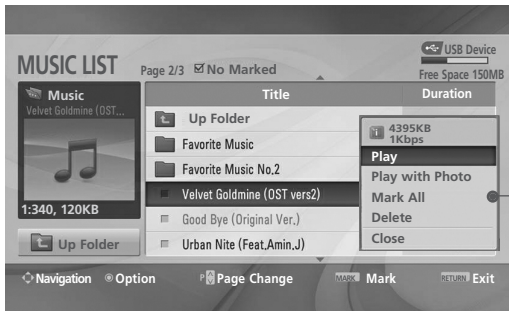 USB Device
MUSIC LIST
Page 2/3 No Marked
Free Space 150MB
Music
Velvet Goldmine (OST...
1:340, 120KB
Up Folder
Title
Duration
Up Folder
Favorite Music
Favorite Music No.2
Velvet Goldmine (OST vers2)
Good Bye (Original Ver.)
Urban Nite (Feat.Amin.J)
4395KB
1Kbps
Play
Play with Photo
Mark All
Delete
Close
Navigation Option P Page Change MARK Mark RETURN Exit